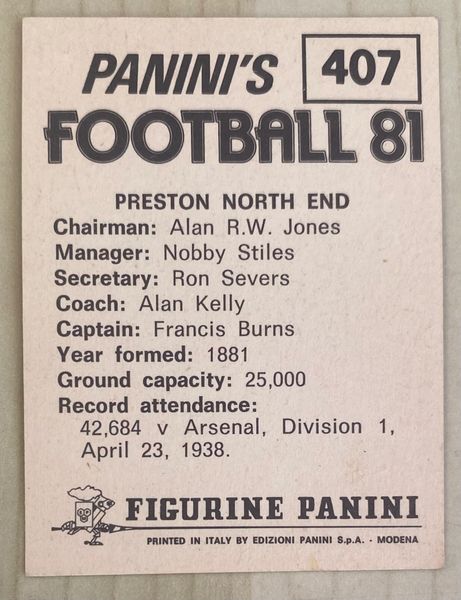 PANINI'S
407
FOOTBALL 81
PRESTON NORTH END
Chairman: Alan R.W. Jones
Manager: Nobby Stiles
Secretary: Ron Severs
Coach: Alan Kelly
Captain: Francis Burns
Year formed: 1881
Ground capacity: 25,000
Record attendance:
42,684 v Arsenal, Division 1,
April 23, 1938.
FIGURINE PANINI
PRINTED IN ITALY BY EDIZIONI PANINI S.p.A. - MODENA